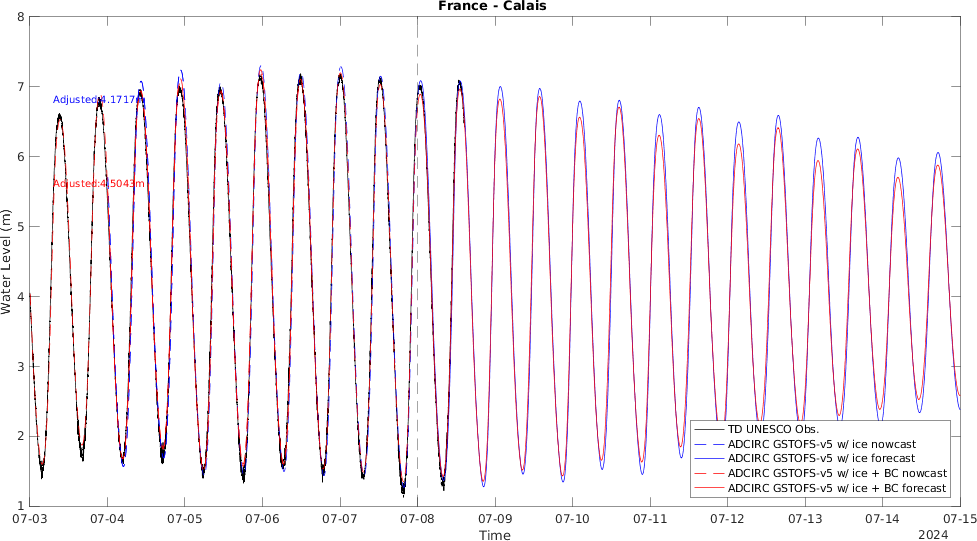 France - Calais
8
7
6
5
4
3
2
1
Water Level (m)
Adjusted:4.1717m
Adjusted:4.5043m
TD UNESCO Obs.
ADCIRC GSTOFS-v5 w/ ice nowcast
ADCIRC GSTOFS-v5 w/ ice forecast
ADCIRC GSTOFS-v5 w/ ice + BC nowcast
ADCIRC GSTOFS-v5 w/ ice + BC forecast
07-03 07-04 07-05 07-06 07-07 07-08 07-09 07-10 07-11 07-12 07-13 07-14 07-15
Time
2024